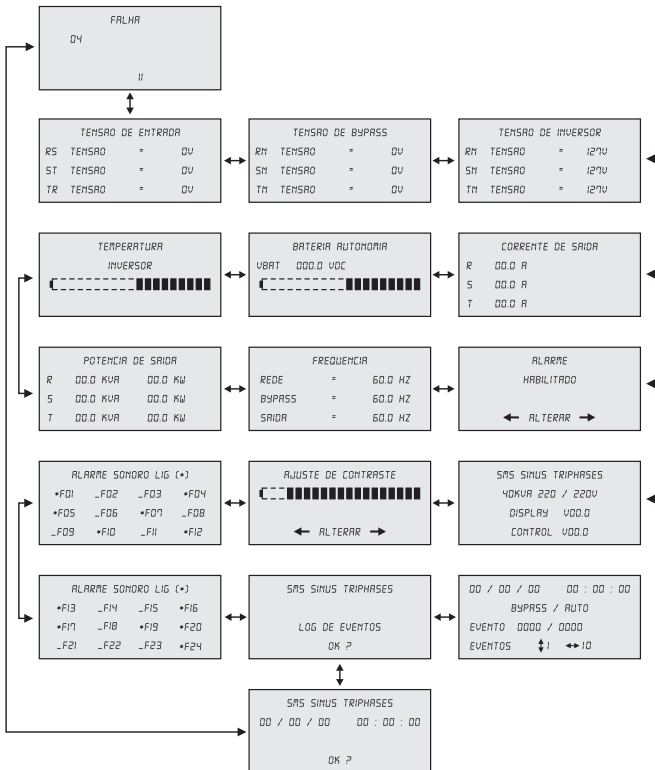 FALHA
04
11
TENSAO DE ENTRADA
RS TENSAO = 0V
ST TENSAO = 0V
TR TENSAO = 0V
TENSAO DE BYPASS
RN TENSAO = 0V
SN TENSAO = 0V
TN TENSAO = 0V
TENSAO DE INVERSOR
RN TENSAO = 127V
SN TENSAO = 127V
TN TENSAO = 127V
TEMPERATURA
INVERSOR
BATERIA AUTONOMIA
VBAT 000.0 VDC
CORRENTE DE SAIDA
R 00.0 A
S 00.0 A
T 00.0 A
POTENCIA DE SAIDA
R 00.0 KVA 00.0 KW
S 00.0 KVA 00.0 KW
T 00.0 KVA 00.0 KW
FREQUENCIA
REDE = 60.0 HZ
BYPASS = 60.0 HZ
SAIDA = 60.0 HZ
ALARME
HABILITADO
← ALTERAR →
ALARME SONORO LIG (*)
*F01 _F02 _F03 *F04
*F05 _F06 *F07 _F08
_F09 *F10 _F11 *F12
AJUSTE DE CONTRASTE
← ALTERAR →
SMS SINUS TRIPHASES
40KVA 220 / 220V
DISPLAY V00.0
CONTROL V00.0
ALARME SONORO LIG (*)
*F13 _F14 _F15 *F16
*F17 _F18 *F19 *F20
_F21 _F22 _F23 *F24
SMS SINUS TRIPHASES
LOG DE EVENTOS
OK ?
00 / 00 / 00 00 : 00 : 00
BYPASS / AUTO
EVENTO 0000 / 0000
EVENTOS ↕1 ↔10
SMS SINUS TRIPHASES
00 / 00 / 00 00 : 00 : 00
OK ?